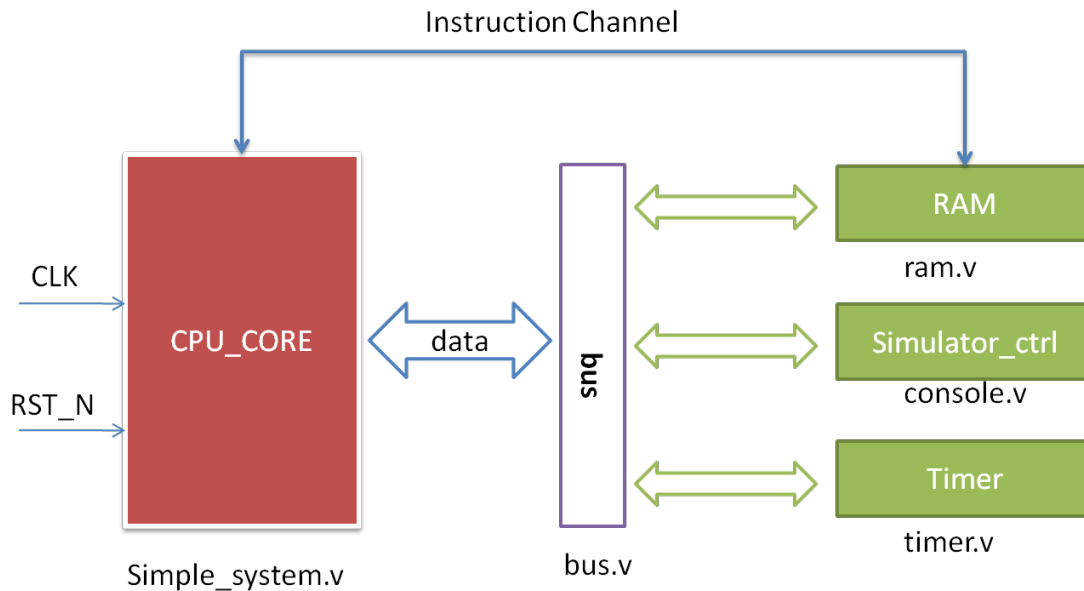 Instruction Channel
RAM
ram.v
CLK
CPU_CORE
data
bus
Simulator_ctrl
console.v
RST_N
Timer
timer.v
Simple_system.v
bus.v